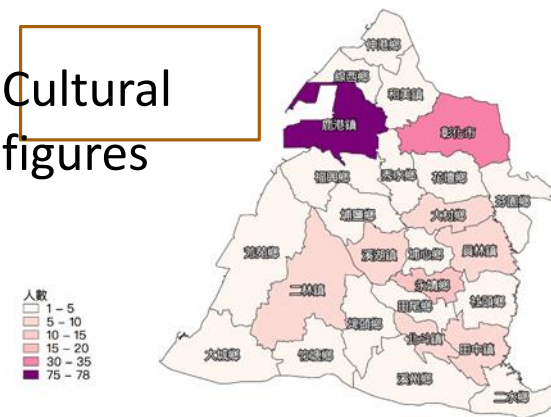 Cultural
figures
伸港鄉
線西鄉
和美鎮
鹿港鎮
彰化市
福興鄉
秀水鄉
花壇鄉
芬園鄉
埔鹽鄉
大村鄉
芳苑鄉
溪湖鎮
埔心鄉
員林鎮
永靖鄉
二林鎮
田尾鄉
社頭鄉
埤頭鄉
北斗鎮
田中鎮
大城鄉
竹塘鄉
溪州鄉
二水鄉
人數
1 – 5
5 – 10
10 – 15
15 – 20
30 – 35
75 – 78